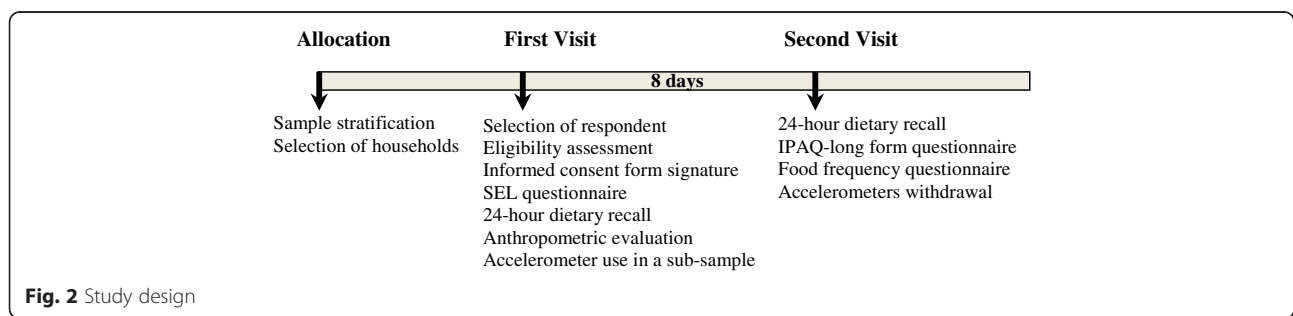 Allocation
First Visit
Second Visit
8 days
Sample stratification
Selection of households
Selection of respondent
Eligibility assessment
Informed consent form signature
SEL questionnaire
24-hour dietary recall
Anthropometric evaluation
Accelerometer use in a sub-sample
24-hour dietary recall
IPAQ-long form questionnaire
Food frequency questionnaire
Accelerometers withdrawal
Fig. 2 Study design